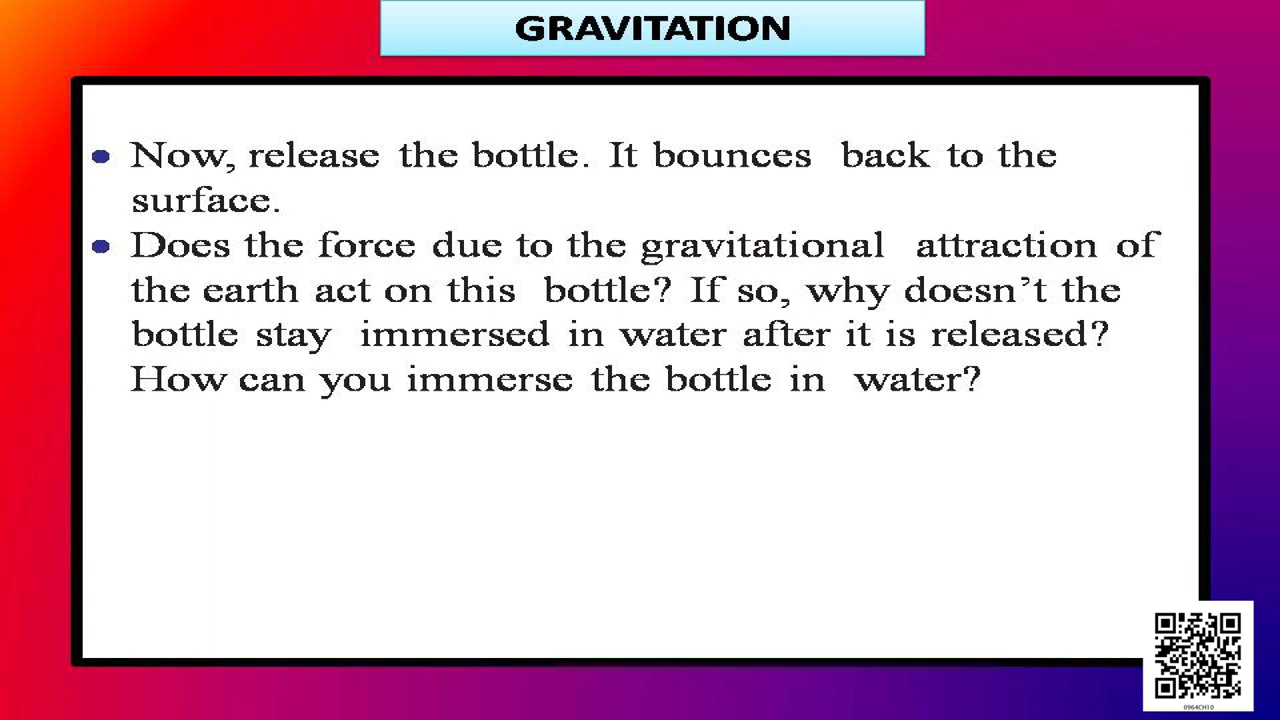 GRAVITATION
• Now, release the bottle. It bounces back to the
surface.
• Does the force due to the gravitational attraction of
the earth act on this bottle? If so, why doesn’t the
bottle stay immersed in water after it is released?
How can you immerse the bottle in water?
0964CH10